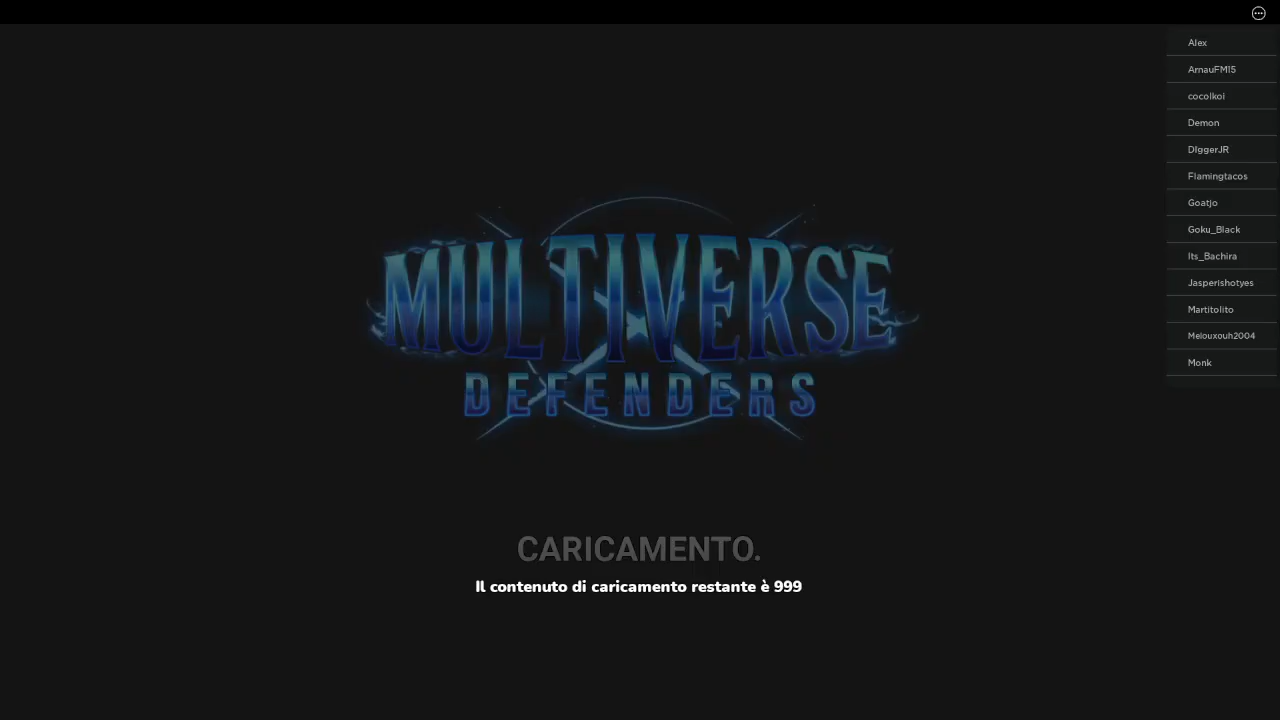 Alex
ArnauFM15
cocolkoi
Demon
DIggerJR
Flamingtacos
Goatjo
Goku_Black
Its_Bachira
Jasperishotyes
Martitolito
Melouxouh2004
Monk
MULTIVERSE
DEFENDERS
CARICAMENTO.
Il contenuto di caricamento restante è 999